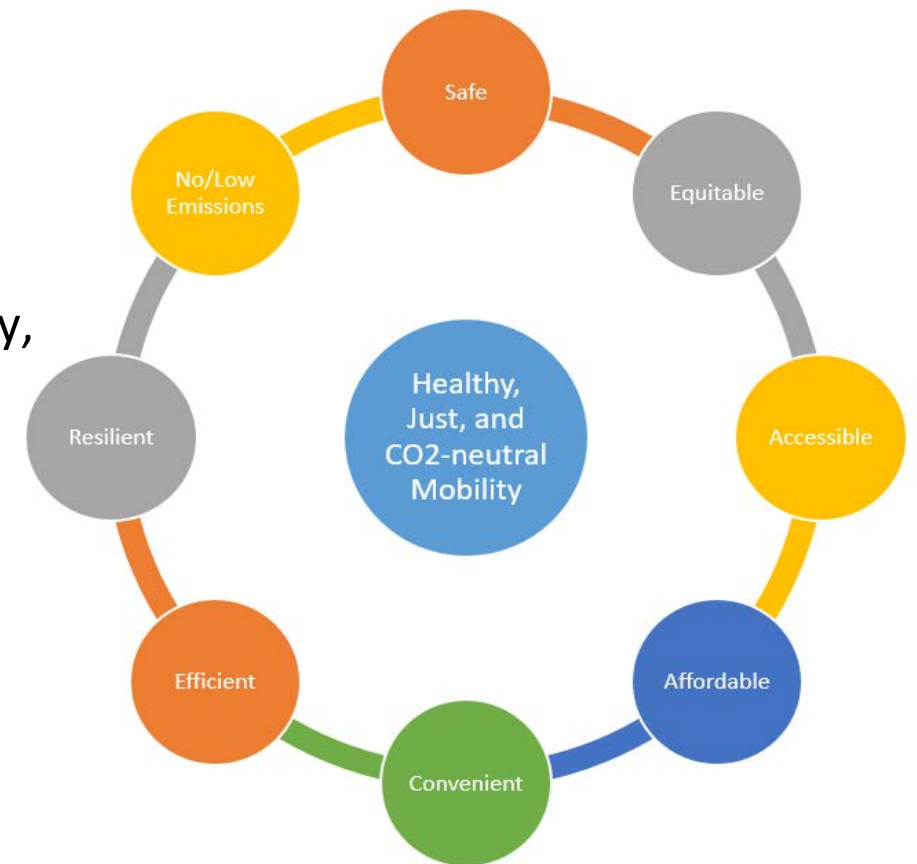 Safe
No/Low
Emissions
Equitable
y,
Healthy,
Just, and
CO2-neutral
Mobility
Resilient
Accessible
Efficient
Affordable
Convenient